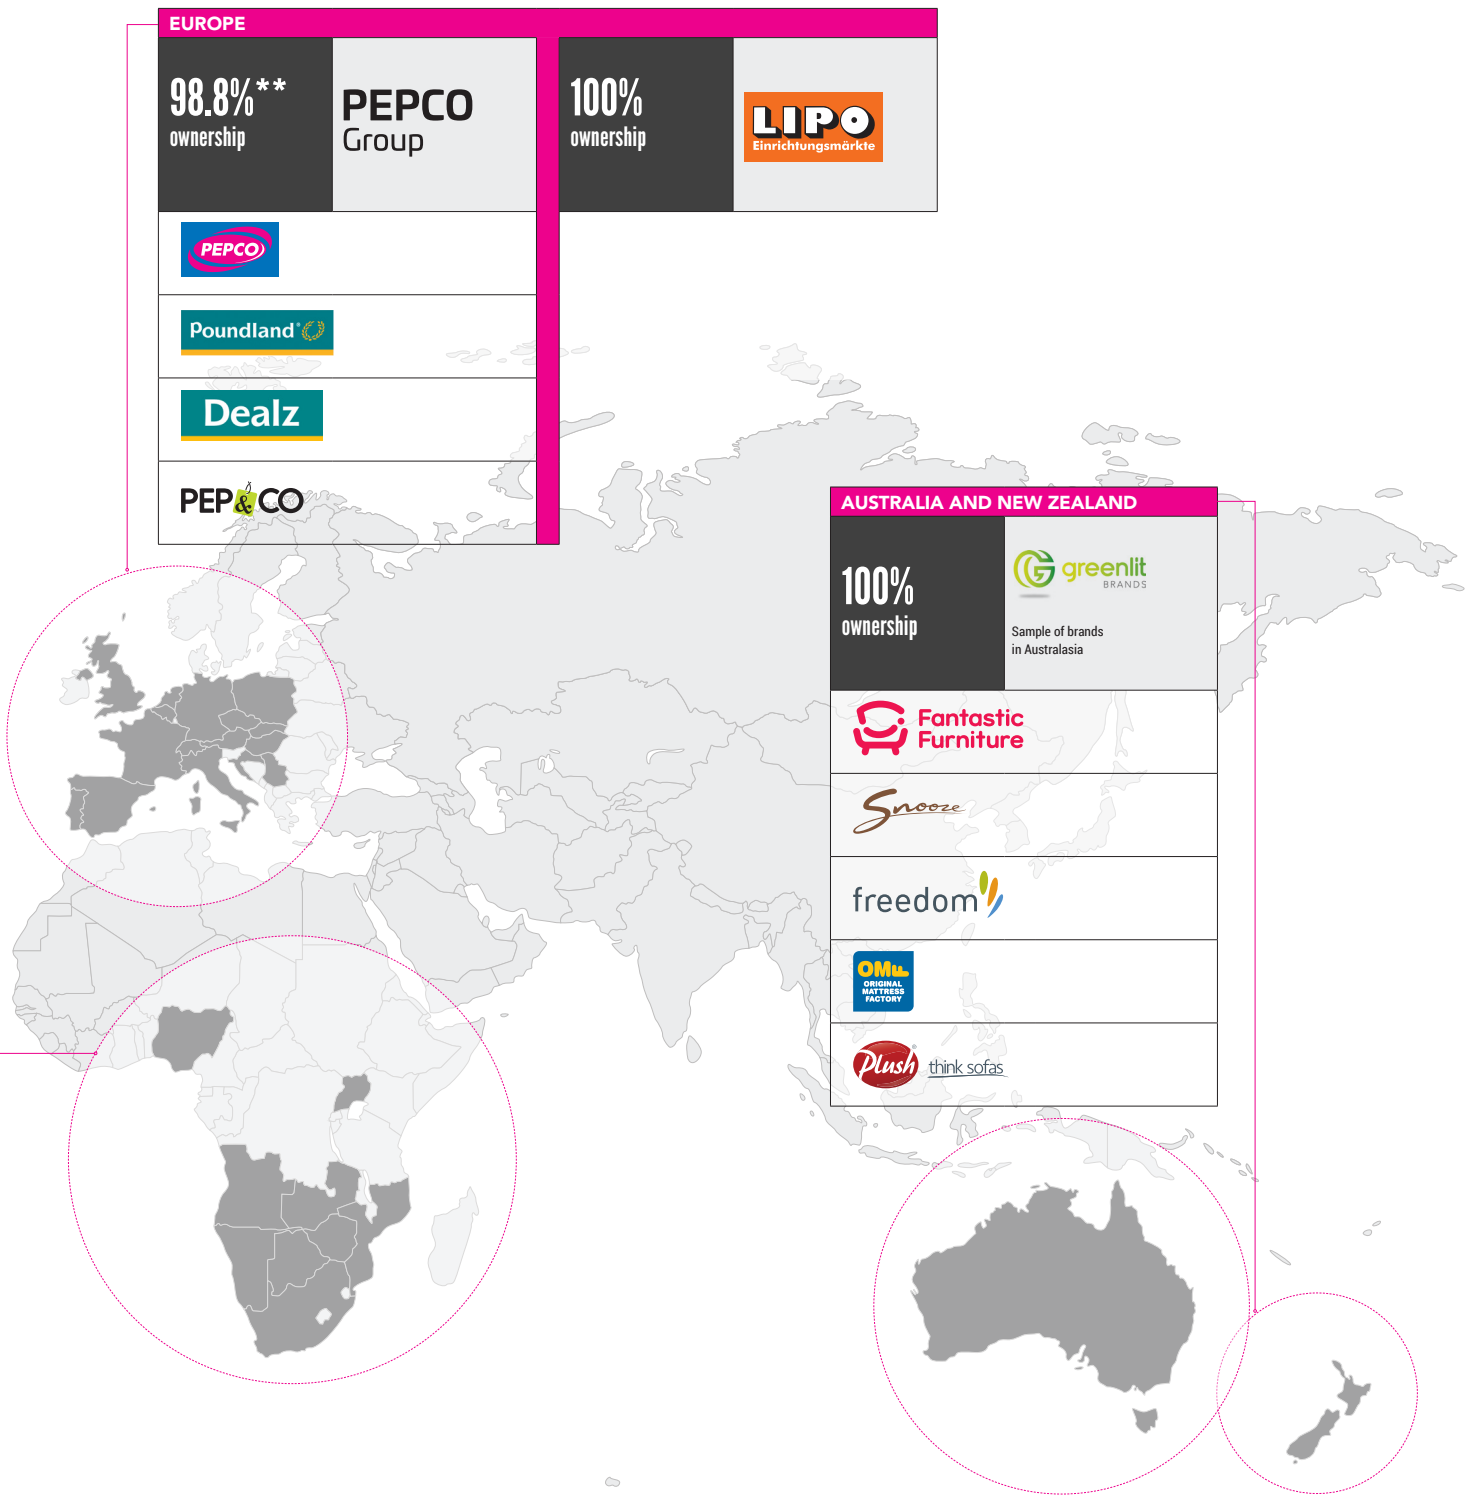 EUROPE
98.8%**
ownership
PEPCO
Group
100%
ownership
LIPO
Einrichtungsmärkte
PEPCO
Poundland®
Dealz
PEP&CO
AUSTRALIA AND NEW ZEALAND
100%
ownership
greenlit
BRANDS
Sample of brands
in Australasia
Fantastic
Furniture
Snooze
freedom
OMF
ORIGINAL
MATTRESS
FACTORY
Plush® think sofas